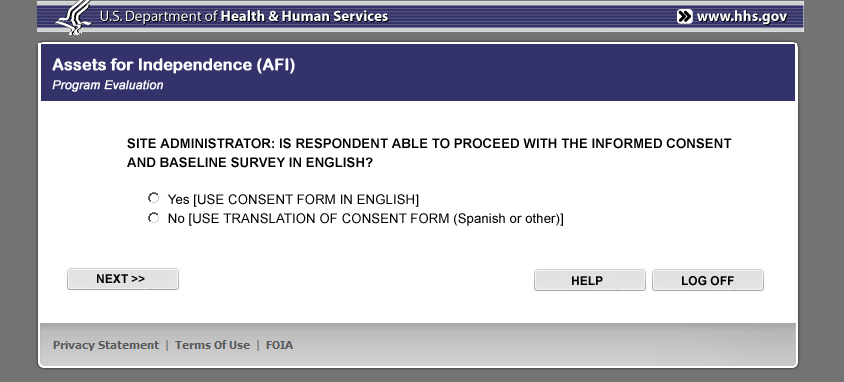 U.S. Department of Health & Human Services
www.hhs.gov
Assets for Independence (AFI)
Program Evaluation
SITE ADMINISTRATOR: IS RESPONDENT ABLE TO PROCEED WITH THE INFORMED CONSENT
AND BASELINE SURVEY IN ENGLISH?
Yes [USE CONSENT FORM IN ENGLISH]
No [USE TRANSLATION OF CONSENT FORM (Spanish or other)]
NEXT >>
HELP
LOG OFF
Privacy Statement | Terms Of Use | FOIA